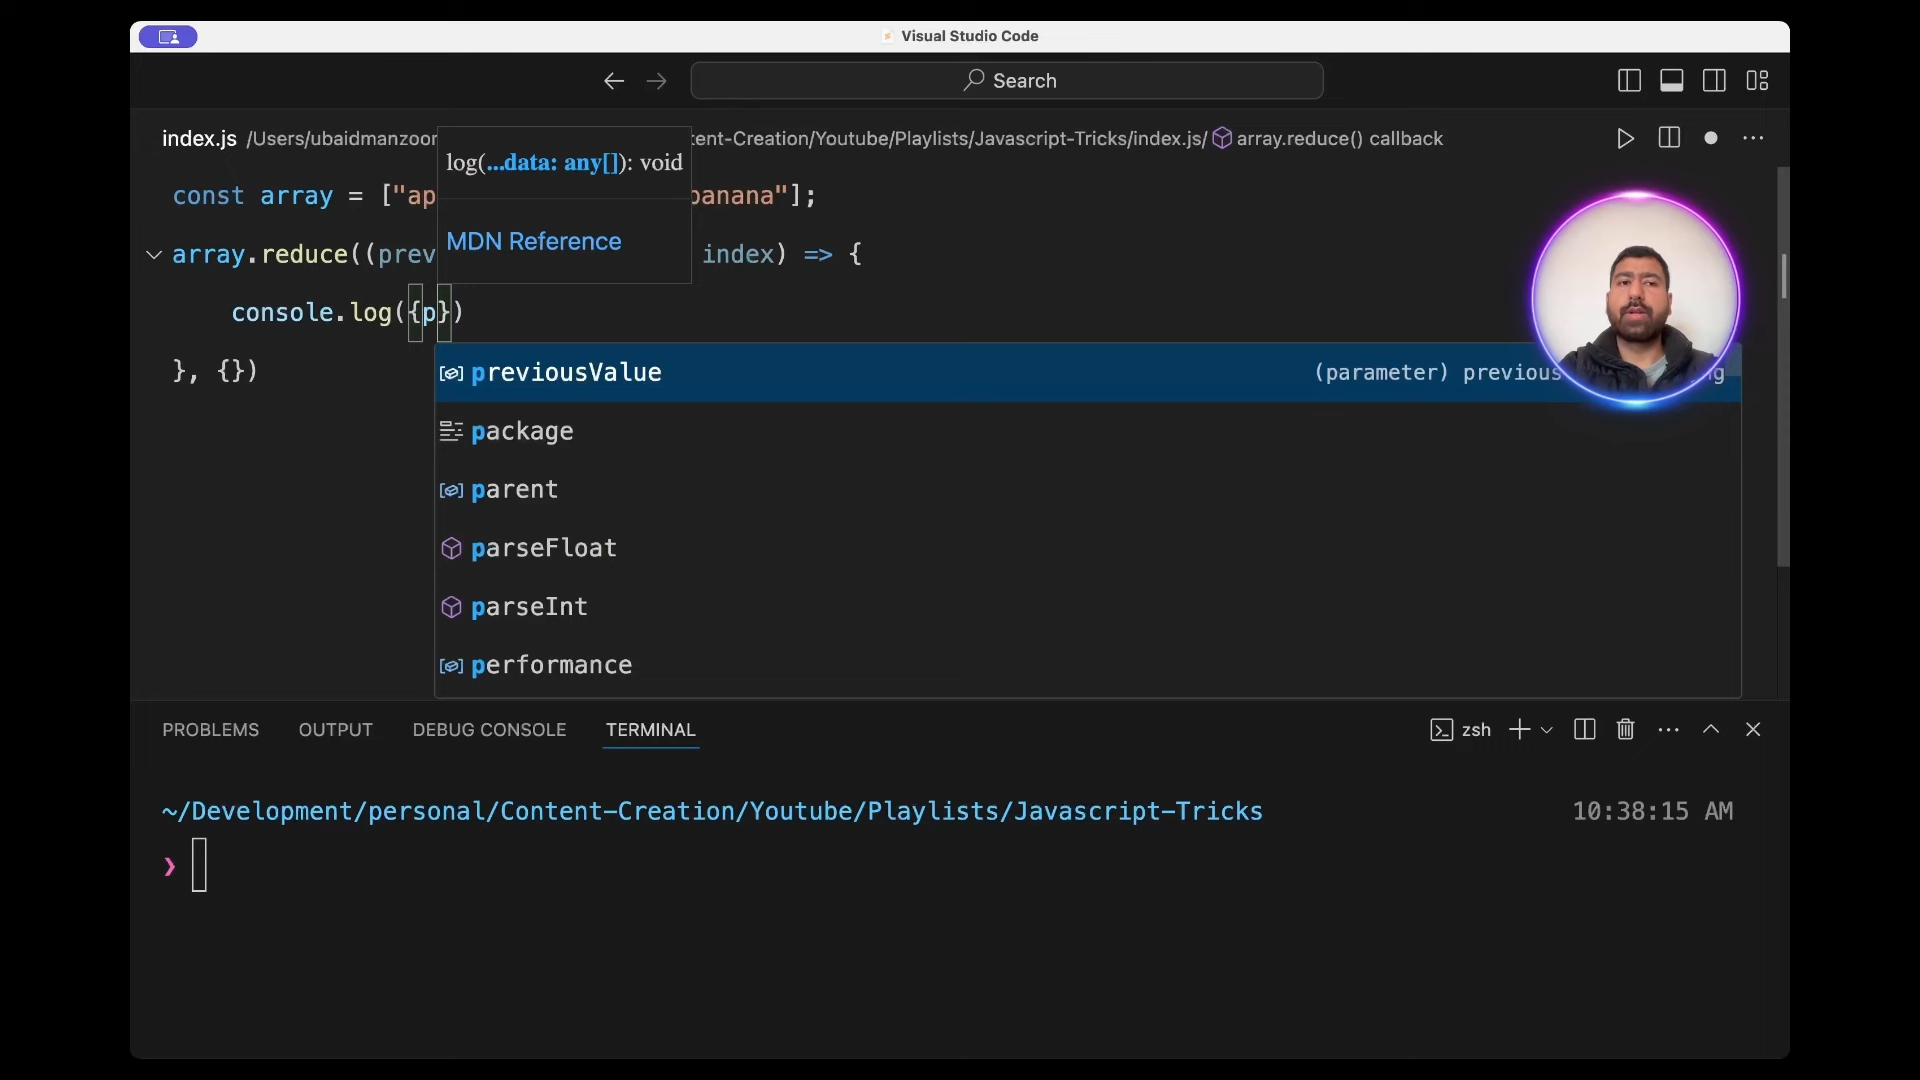 Visual Studio Code
Search
index.js /Users/ubaidmanzoor
tent-Creation/Youtube/Playlists/Javascript-Tricks/index.js/ array.reduce() callback
log(...data: any[]): void
MDN Reference
const array = ["ap
banana"];
array.reduce((prev
index) => {
console.log({p})
}, {})
previousValue (parameter) previous
package
parent
parseFloat
parseInt
performance
PROBLEMS OUTPUT DEBUG CONSOLE TERMINAL zsh
~/Development/personal/Content-Creation/Youtube/Playlists/Javascript-Tricks 10:38:15 AM
❯